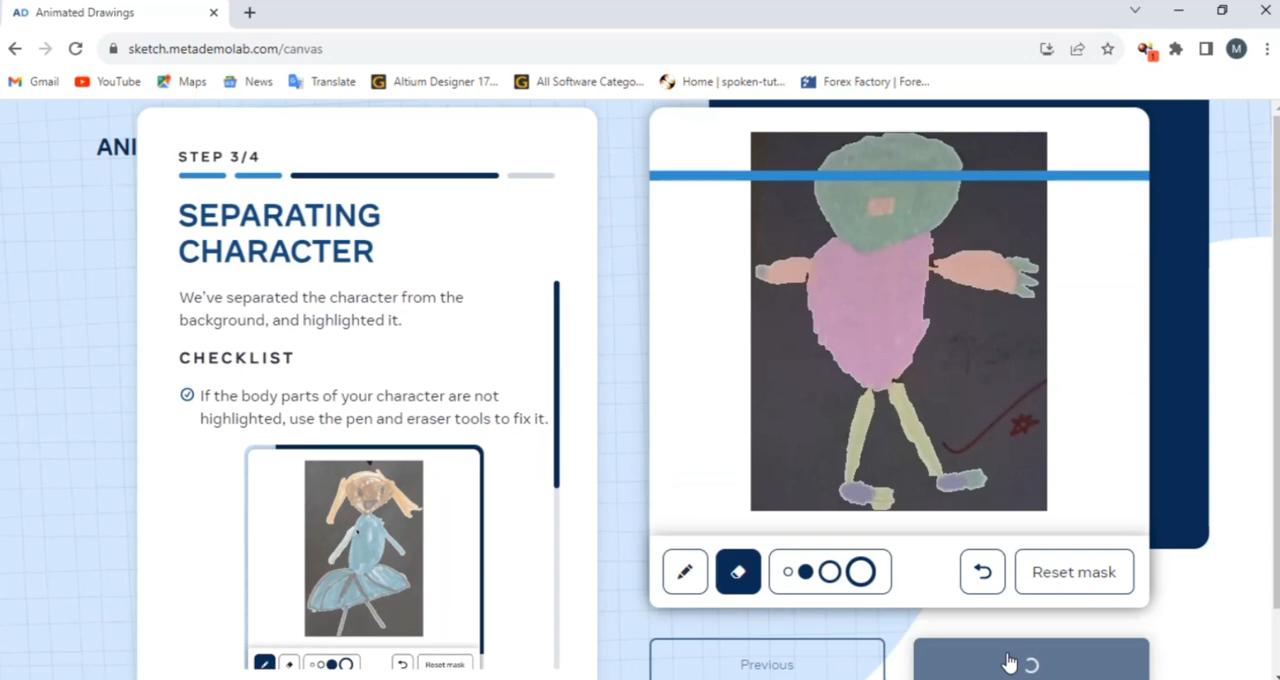 AD Animated Drawings
sketch.metademolab.com/canvas
M
1
Gmail YouTube Maps News Translate Altium Designer 17... All Software Catego... Home | spoken-tut... Forex Factory | Fore...
ANI
STEP 3/4
SEPARATING
CHARACTER
We've separated the character from the
background, and highlighted it.
CHECKLIST
If the body parts of your character are not
highlighted, use the pen and eraser tools to fix it.
Reset mask
Reset mask
Previous